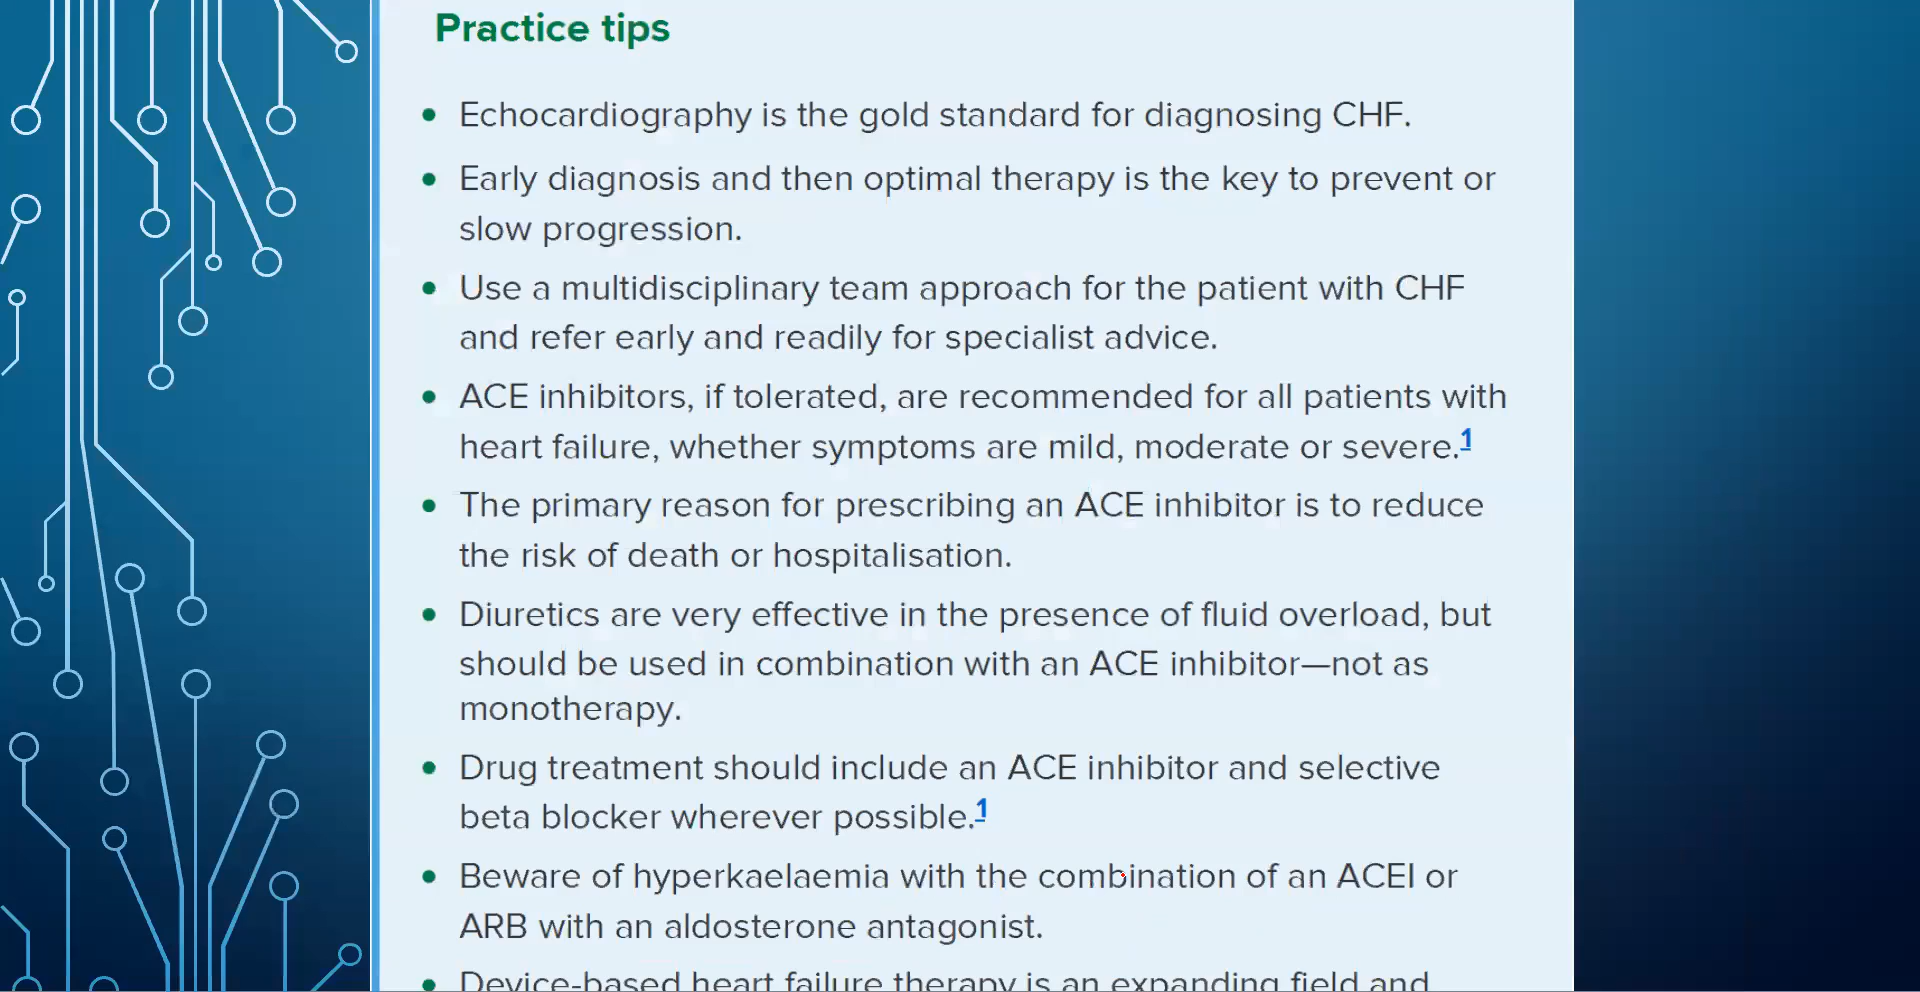 Practice tips
• Echocardiography is the gold standard for diagnosing CHF.
• Early diagnosis and then optimal therapy is the key to prevent or
slow progression.
• Use a multidisciplinary team approach for the patient with CHF
and refer early and readily for specialist advice.
• ACE inhibitors, if tolerated, are recommended for all patients with
heart failure, whether symptoms are mild, moderate or severe.1
• The primary reason for prescribing an ACE inhibitor is to reduce
the risk of death or hospitalisation.
• Diuretics are very effective in the presence of fluid overload, but
should be used in combination with an ACE inhibitor—not as
monotherapy.
• Drug treatment should include an ACE inhibitor and selective
beta blocker wherever possible.1
• Beware of hyperkaelaemia with the combination of an ACEI or
ARB with an aldosterone antagonist.
• Device-based heart failure therapy is an expanding field and